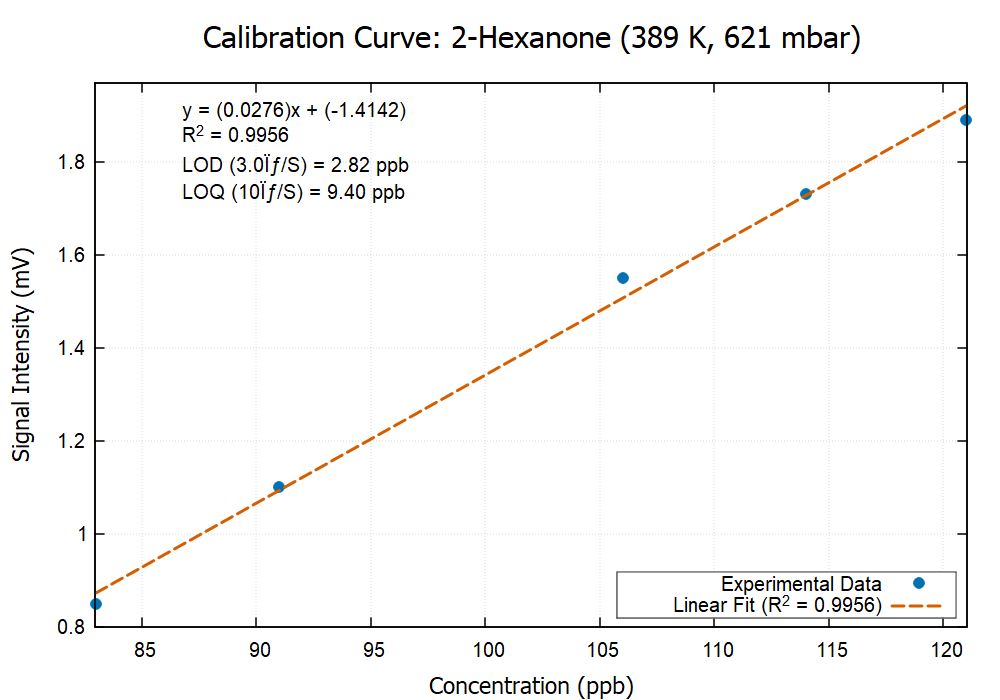 Calibration Curve: 2-Hexanone (389 K, 621 mbar)
y = (0.0276)x + (-1.4142)
R² = 0.9956
LOD (3.0Ïƒ/S) = 2.82 ppb
LOQ (10Ïƒ/S) = 9.40 ppb
Signal Intensity (mV)
1.8
1.6
1.4
1.2
1
0.8
85 90 95 100 105 110 115 120
Concentration (ppb)
Experimental Data
Linear Fit (R² = 0.9956)